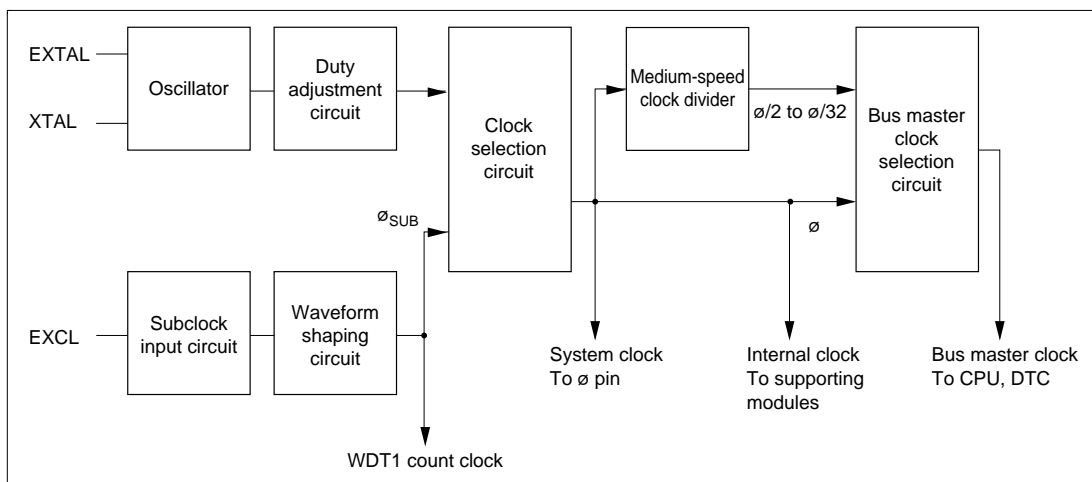 EXTAL
XTAL
Oscillator
Duty
adjustment
circuit
Clock
selection
circuit
Medium-speed
clock divider
ø/2 to ø/32
Bus master
clock
selection
circuit
øSUB
ø
EXCL
Subclock
input circuit
Waveform
shaping
circuit
System clock
To ø pin
Internal clock
To supporting
modules
Bus master clock
To CPU, DTC
WDT1 count clock